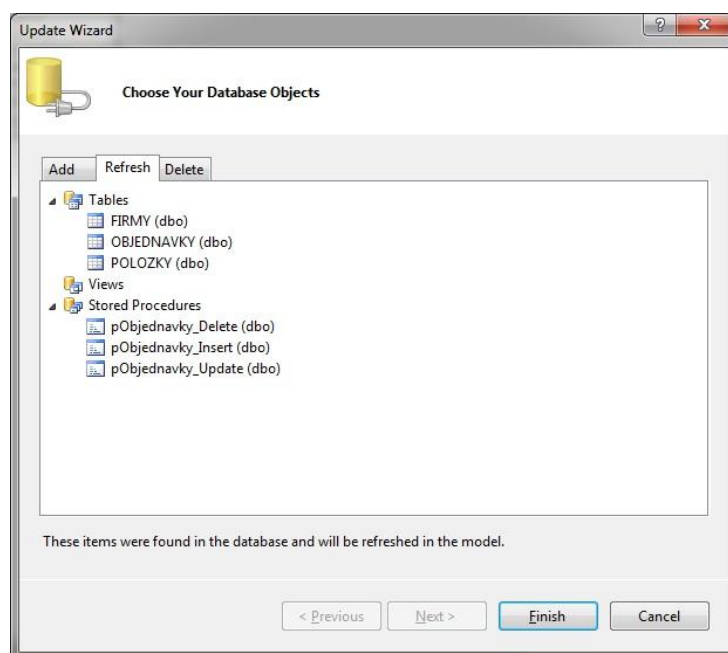 Update Wizard
Choose Your Database Objects
Add Refresh Delete
Tables
FIRMY (dbo)
OBJEDNAVKY (dbo)
POLOZKY (dbo)
Views
Stored Procedures
pObjednavky_Delete (dbo)
pObjednavky_Insert (dbo)
pObjednavky_Update (dbo)
These items were found in the database and will be refreshed in the model.
< Previous Next > Finish Cancel